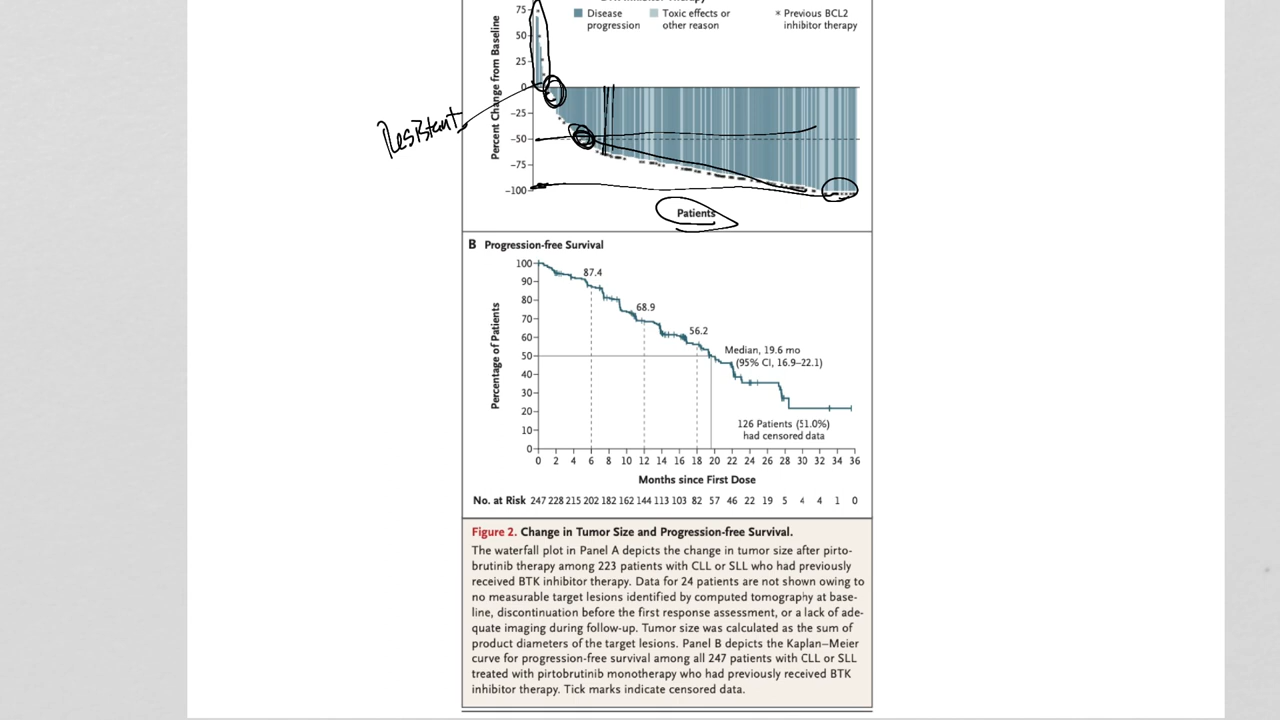 75
Disease Toxic effects or * Previous BCL2
progression other reason inhibitor therapy
50
25
0
−25
−50
−75
−100
Percent Change from Baseline
Resistent
Patients
B Progression-free Survival
100
90
80
70
60
50
40
30
20
10
0
Percentage of Patients
87.4
68.9
56.2
Median, 19.6 mo
(95% CI, 16.9–22.1)
126 Patients (51.0%)
had censored data
0 2 4 6 8 10 12 14 16 18 20 22 24 26 28 30 32 34 36
Months since First Dose
No. at Risk 247 228 215 202 182 162 144 113 103 82 57 46 22 19 5 4 4 1 0
Figure 2. Change in Tumor Size and Progression-free Survival.
The waterfall plot in Panel A depicts the change in tumor size after pirto-
brutinib therapy among 223 patients with CLL or SLL who had previously
received BTK inhibitor therapy. Data for 24 patients are not shown owing to
no measurable target lesions identified by computed tomography at base-
line, discontinuation before the first response assessment, or a lack of ade-
quate imaging during follow-up. Tumor size was calculated as the sum of
product diameters of the target lesions. Panel B depicts the Kaplan–Meier
curve for progression-free survival among all 247 patients with CLL or SLL
treated with pirtobrutinib monotherapy who had previously received BTK
inhibitor therapy. Tick marks indicate censored data.